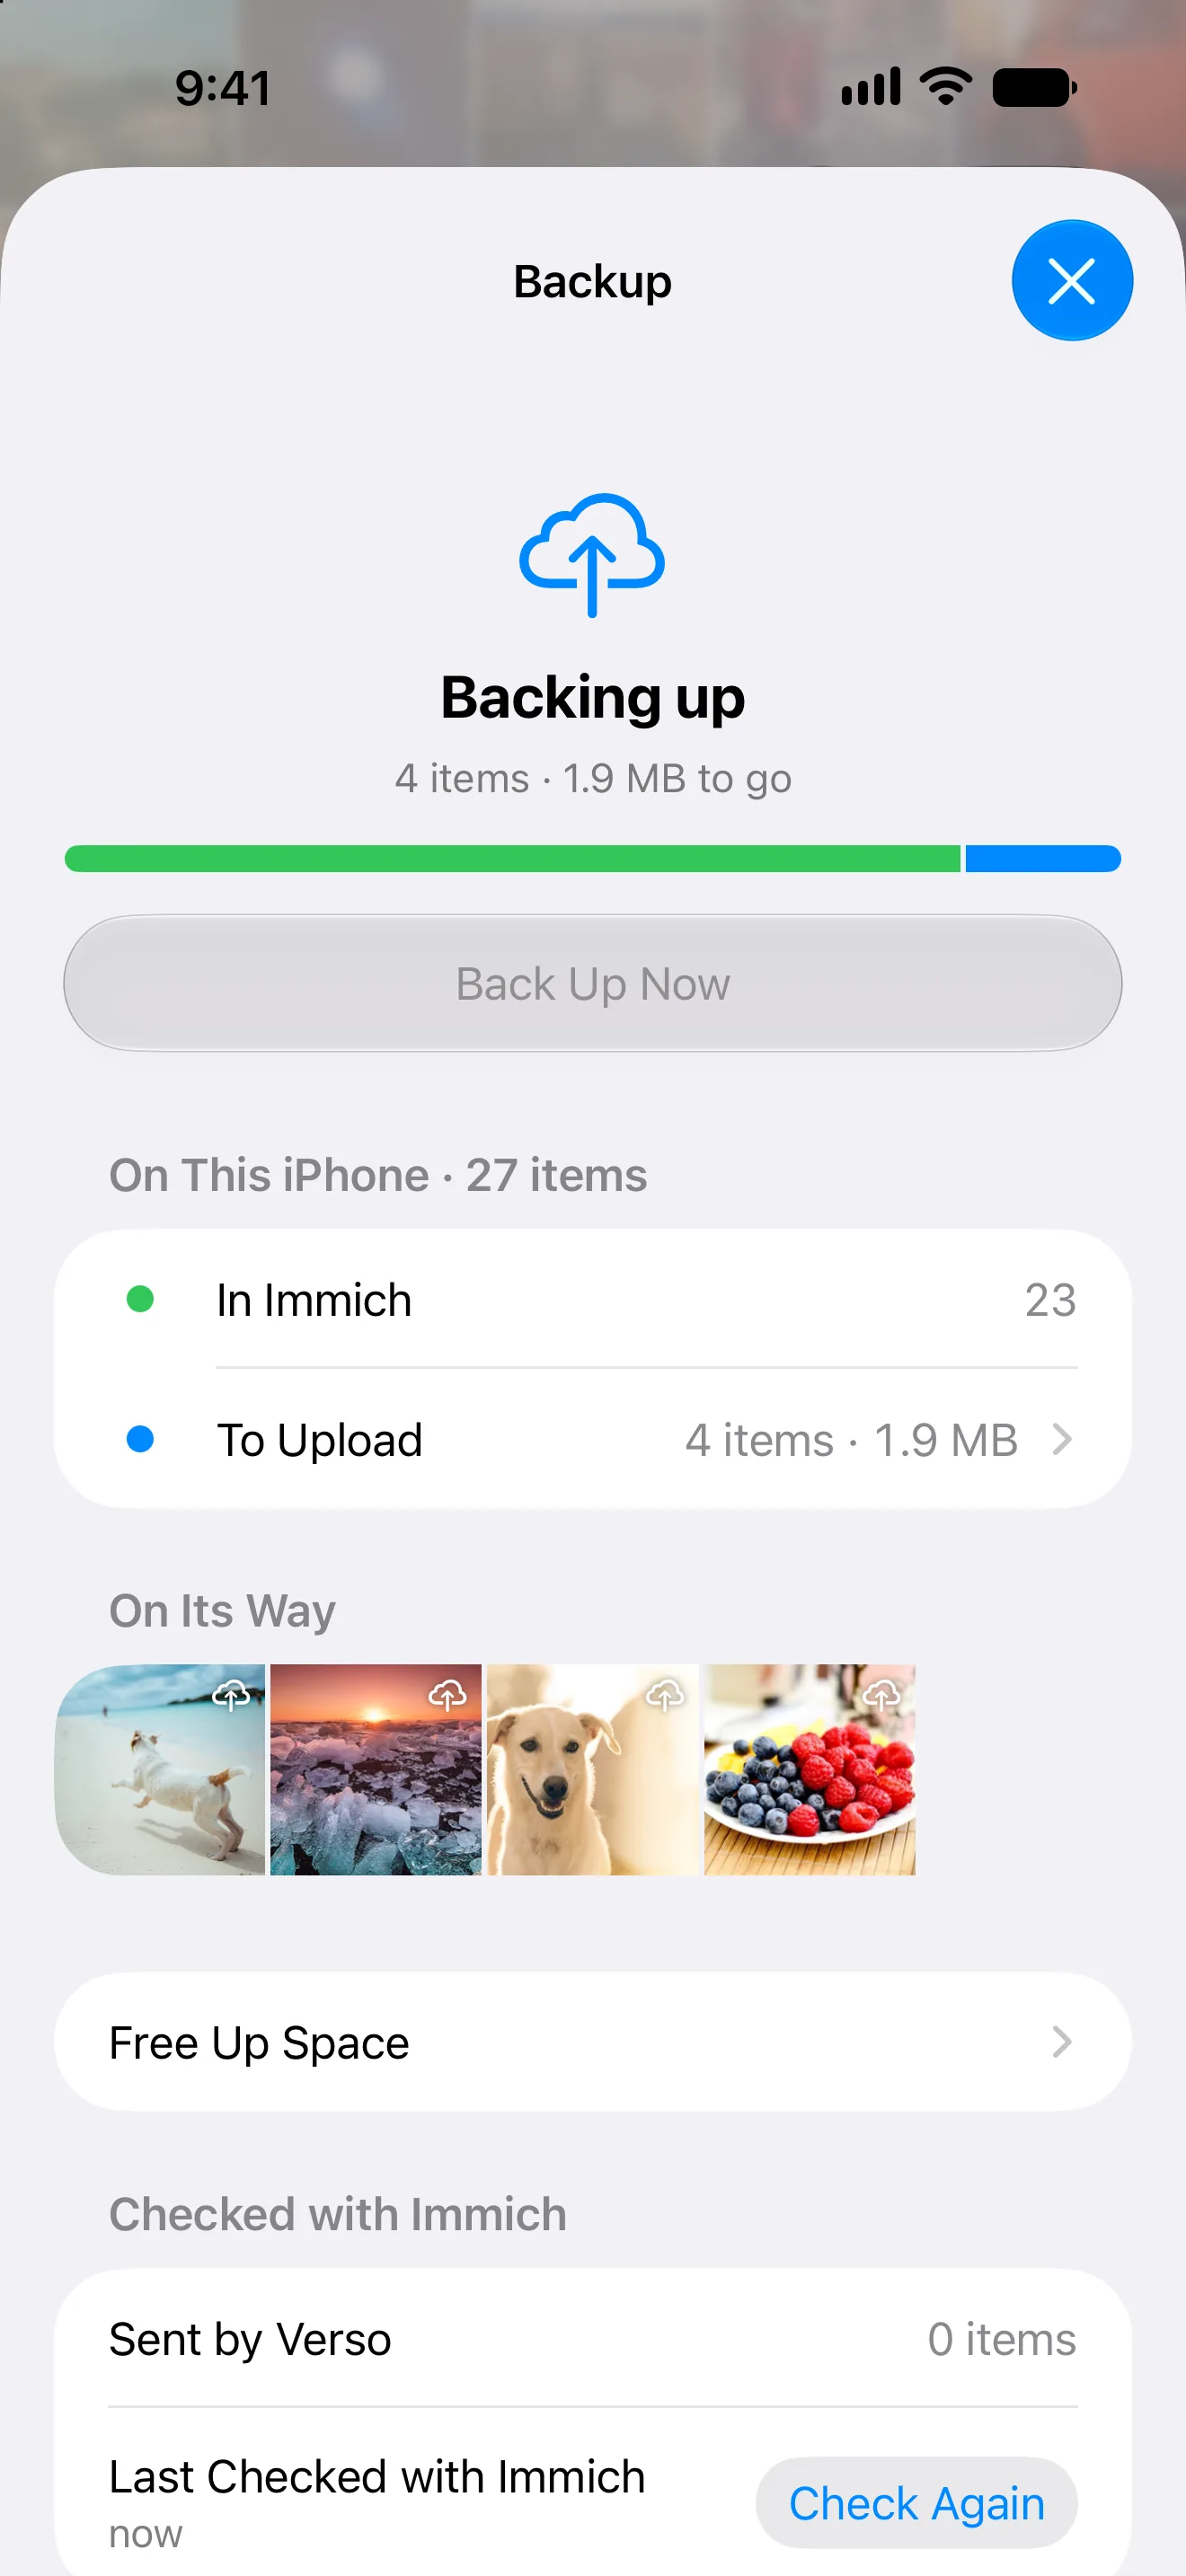 9:41
Backup
Backing up
4 items · 1.9 MB to go
Back Up Now
On This iPhone · 27 items
In Immich 23
To Upload 4 items · 1.9 MB
On Its Way
Free Up Space
Checked with Immich
Sent by Verso 0 items
Last Checked with Immich
now
Check Again